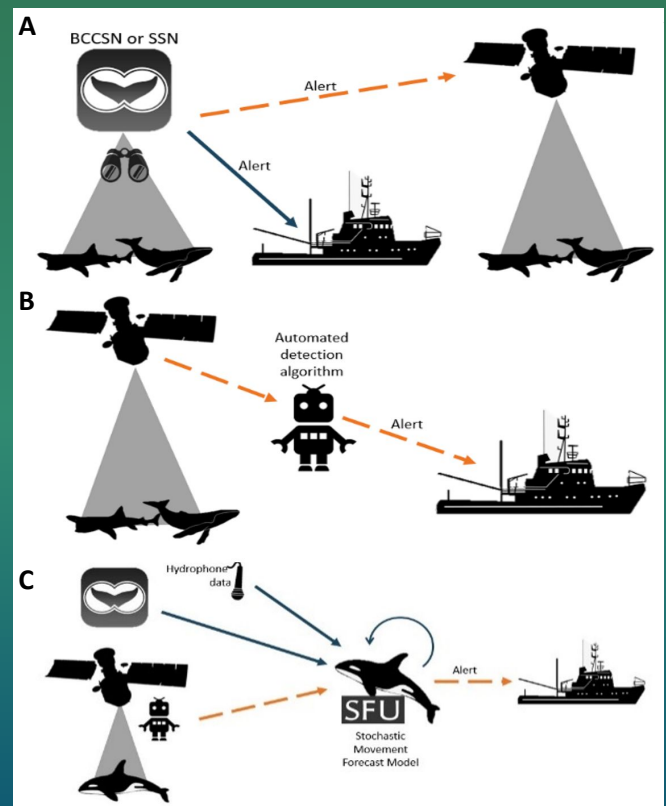 A
BCCSN or SSN
Alert
Alert
B
Automated
detection
algorithm
Alert
C
Hydrophone
data
Alert
SFU
Stochastic
Movement
Forecast Model